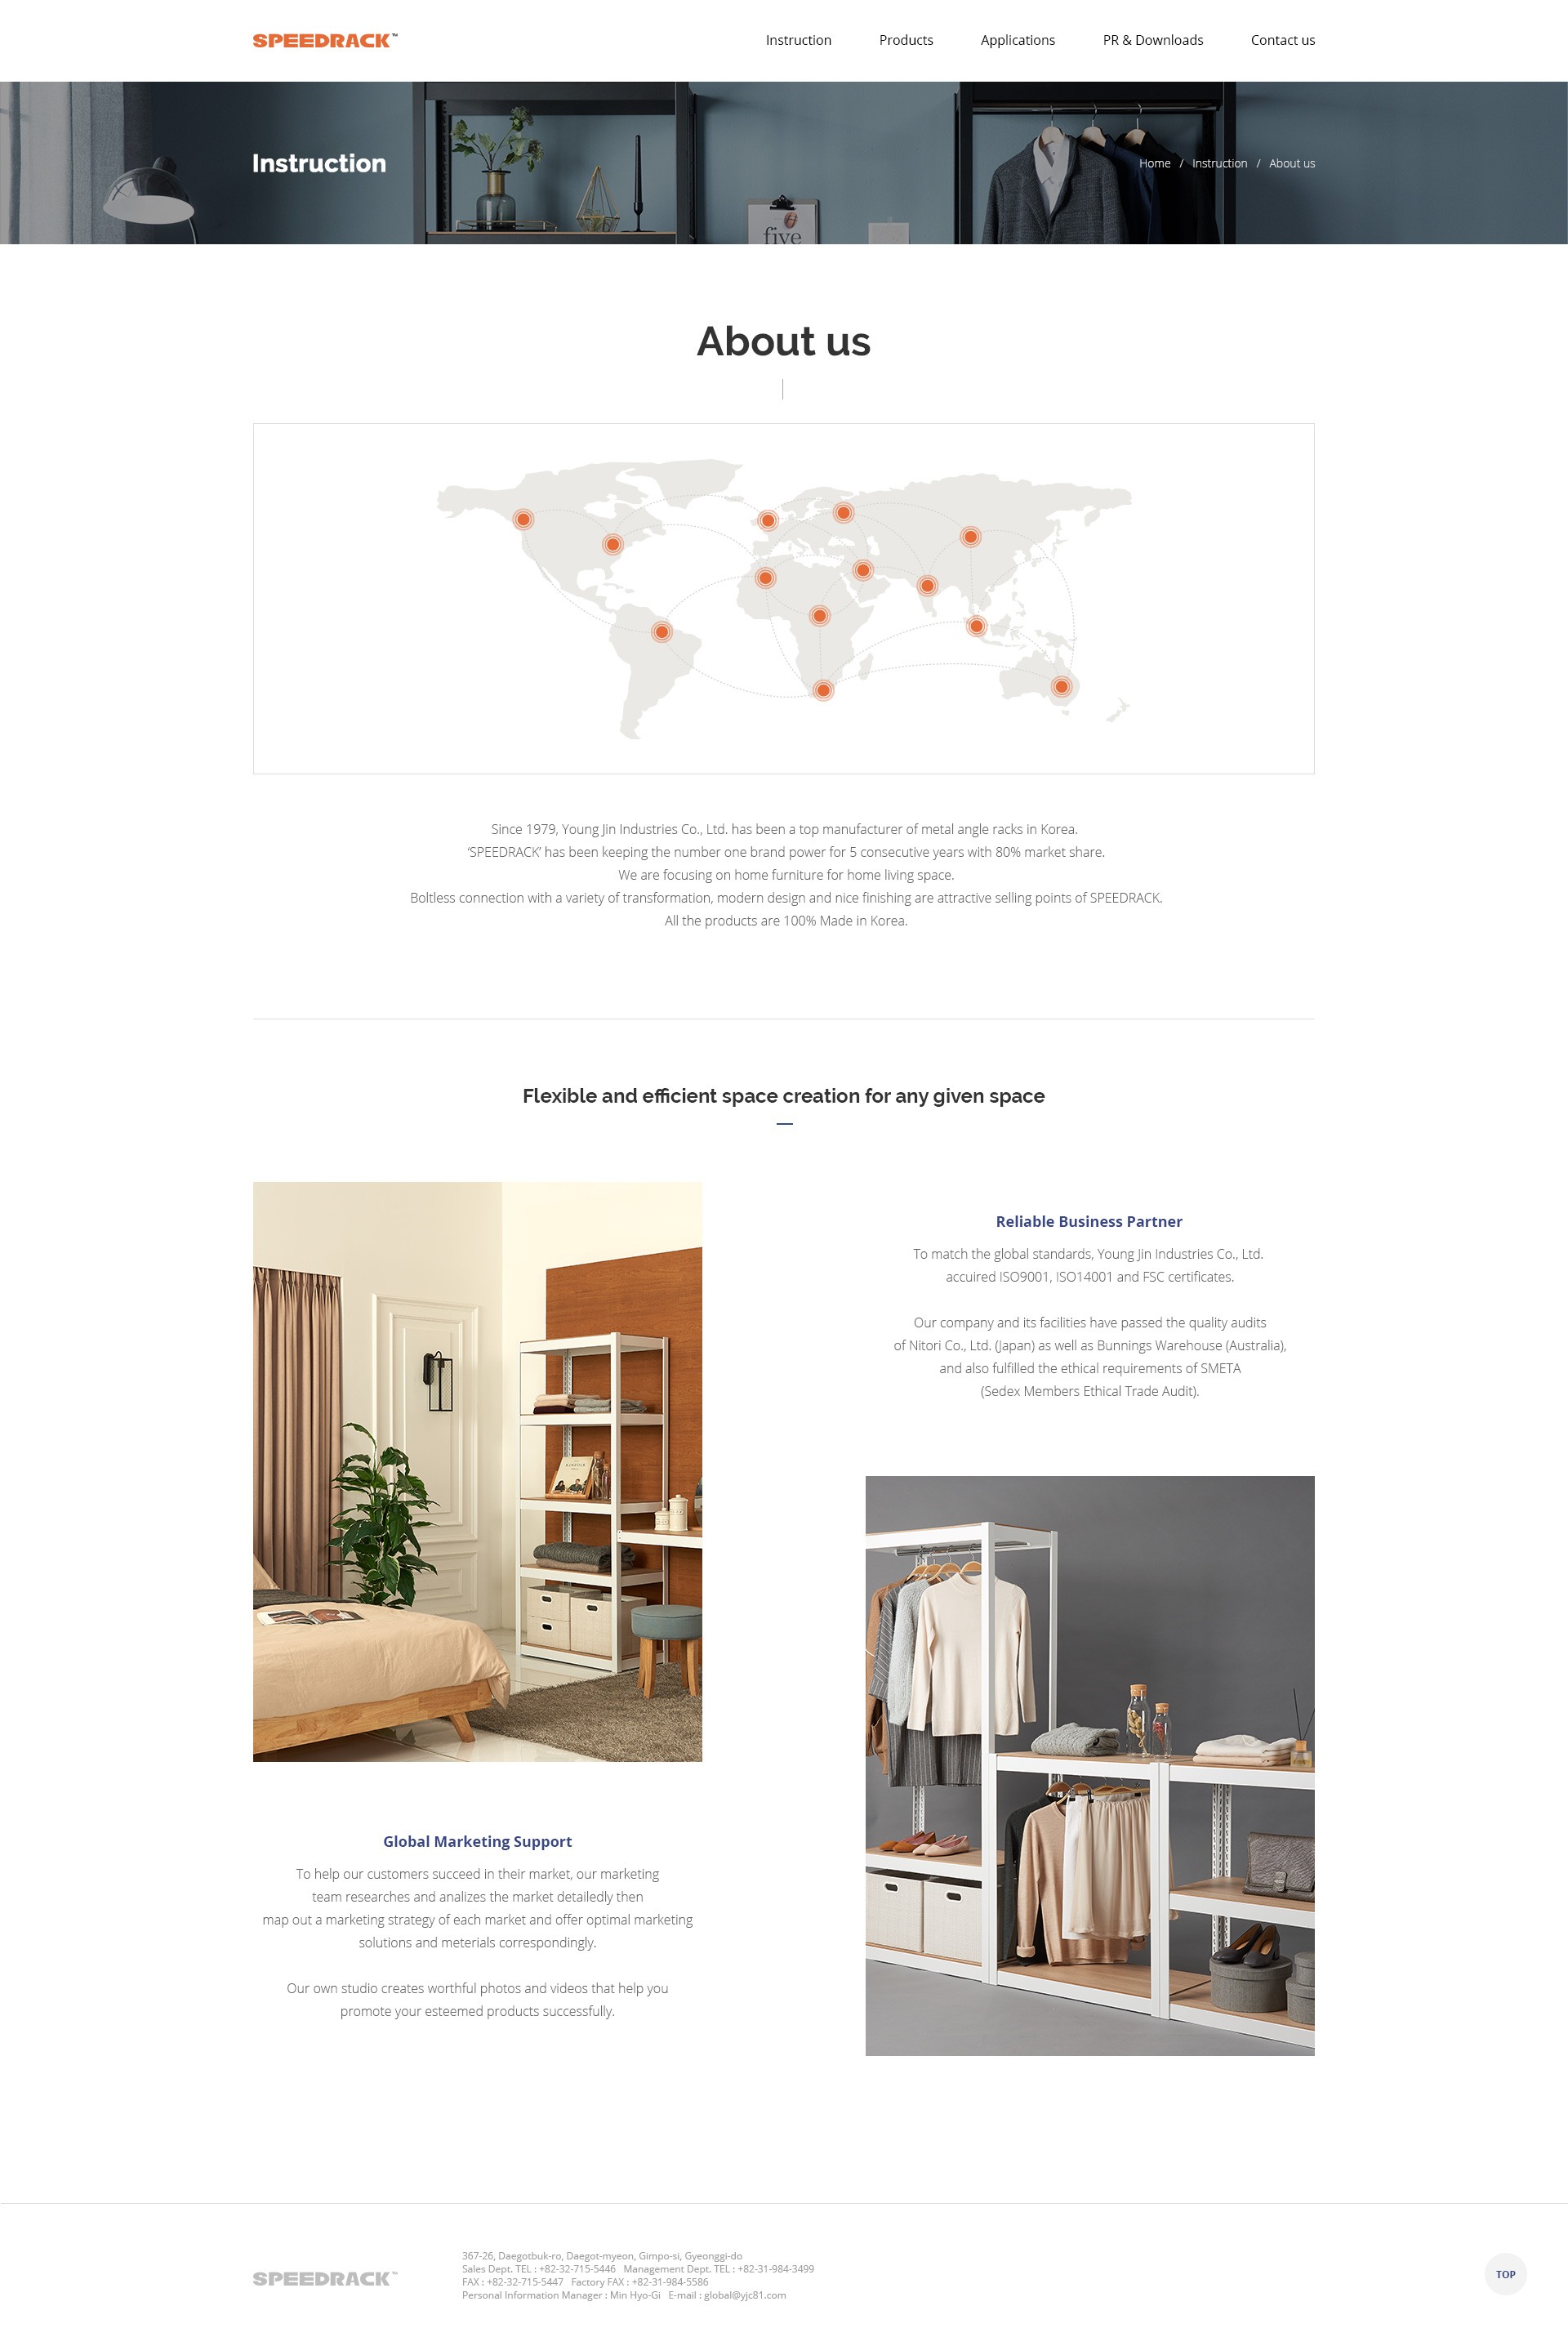 SPEEDRACK™
Instruction
Products
Applications
PR & Downloads
Contact us
Instruction
Home / Instruction / About us
five
About us
Since 1979, Young Jin Industries Co., Ltd. has been a top manufacturer of metal angle racks in Korea.
‘SPEEDRACK’ has been keeping the number one brand power for 5 consecutive years with 80% market share.
We are focusing on home furniture for home living space.
Boltless connection with a variety of transformation, modern design and nice finishing are attractive selling points of SPEEDRACK.
All the products are 100% Made in Korea.
Flexible and efficient space creation for any given space
Reliable Business Partner
To match the global standards, Young Jin Industries Co., Ltd.
accuired ISO9001, ISO14001 and FSC certificates.
Our company and its facilities have passed the quality audits
of Nitori Co., Ltd. (Japan) as well as Bunnings Warehouse (Australia),
and also fulfilled the ethical requirements of SMETA
(Sedex Members Ethical Trade Audit).
Global Marketing Support
To help our customers succeed in their market, our marketing
team researches and analizes the market detailedly then
map out a marketing strategy of each market and offer optimal marketing
solutions and meterials correspondingly.
Our own studio creates worthful photos and videos that help you
promote your esteemed products successfully.
SPEEDRACK™
367-26, Daegotbuk-ro, Daegot-myeon, Gimpo-si, Gyeonggi-do
Sales Dept. TEL : +82-32-715-5446 Management Dept. TEL : +82-31-984-3499
FAX : +82-32-715-5447 Factory FAX : +82-31-984-5586
Personal Information Manager : Min Hyo-Gi E-mail : global@yjc81.com
TOP